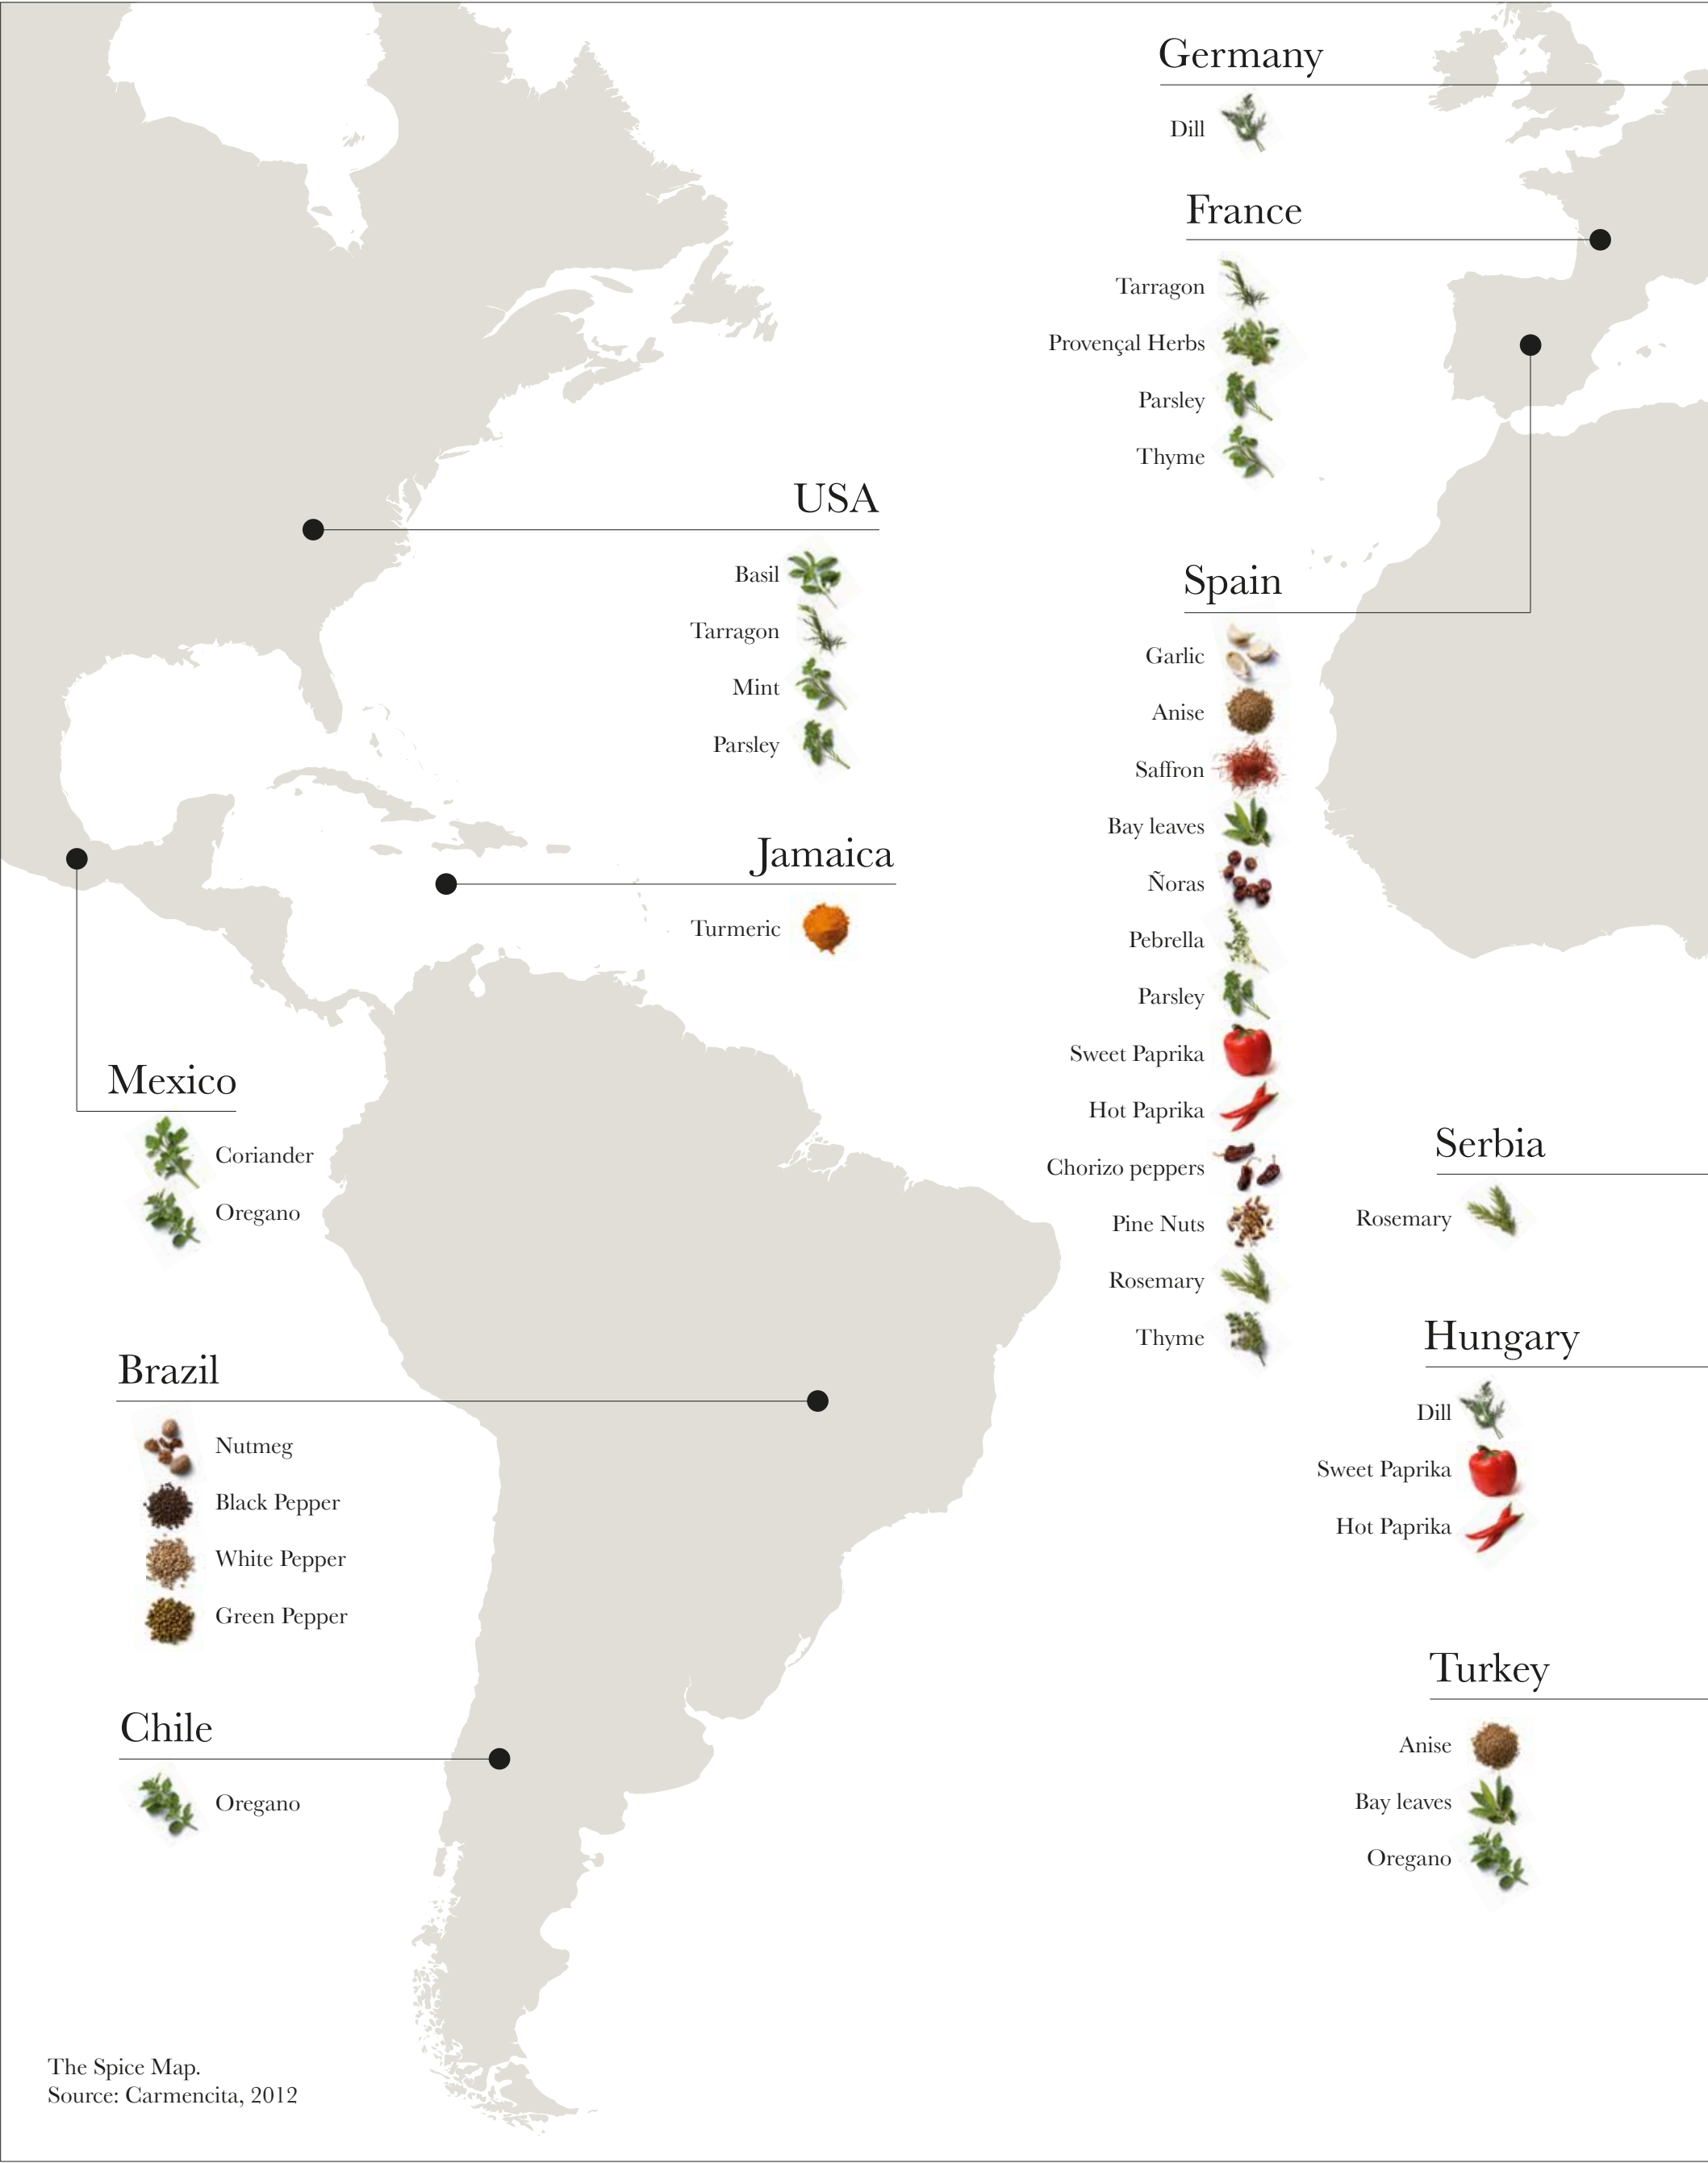 Germany
Dill
France
Tarragon
Provençal Herbs
Parsley
Thyme
USA
Basil
Tarragon
Mint
Parsley
Spain
Garlic
Anise
Saffron
Bay leaves
Ñoras
Pebrella
Parsley
Sweet Paprika
Hot Paprika
Chorizo peppers
Pine Nuts
Rosemary
Thyme
Jamaica
Turmeric
Mexico
Coriander
Oregano
Serbia
Rosemary
Hungary
Dill
Sweet Paprika
Hot Paprika
Brazil
Nutmeg
Black Pepper
White Pepper
Green Pepper
Turkey
Anise
Bay leaves
Oregano
Chile
Oregano
The Spice Map.
Source: Carmencita, 2012